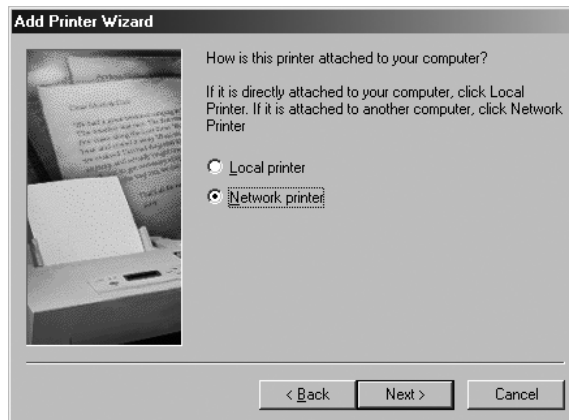 Add Printer Wizard
How is this printer attached to your computer?
If it is directly attached to your computer, click Local
Printer. If it is attached to another computer, click Network
Printer
Local printer
Network printer
< Back
Next >
Cancel